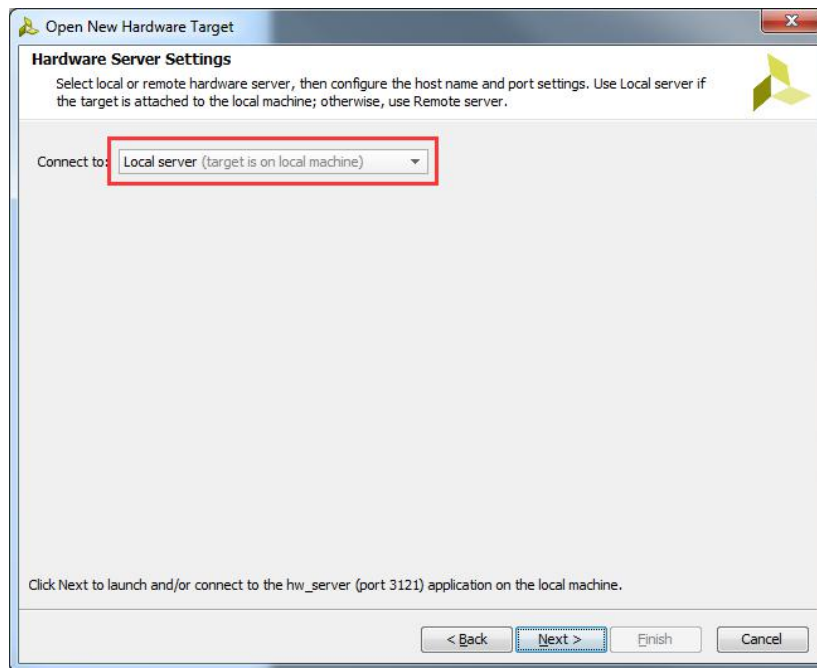 Open New Hardware Target
Hardware Server Settings
Select local or remote hardware server, then configure the host name and port settings. Use Local server if
the target is attached to the local machine; otherwise, use Remote server.
Connect to: Local server (target is on local machine)
Click Next to launch and/or connect to the hw_server (port 3121) application on the local machine.
< Back Next > Finish Cancel